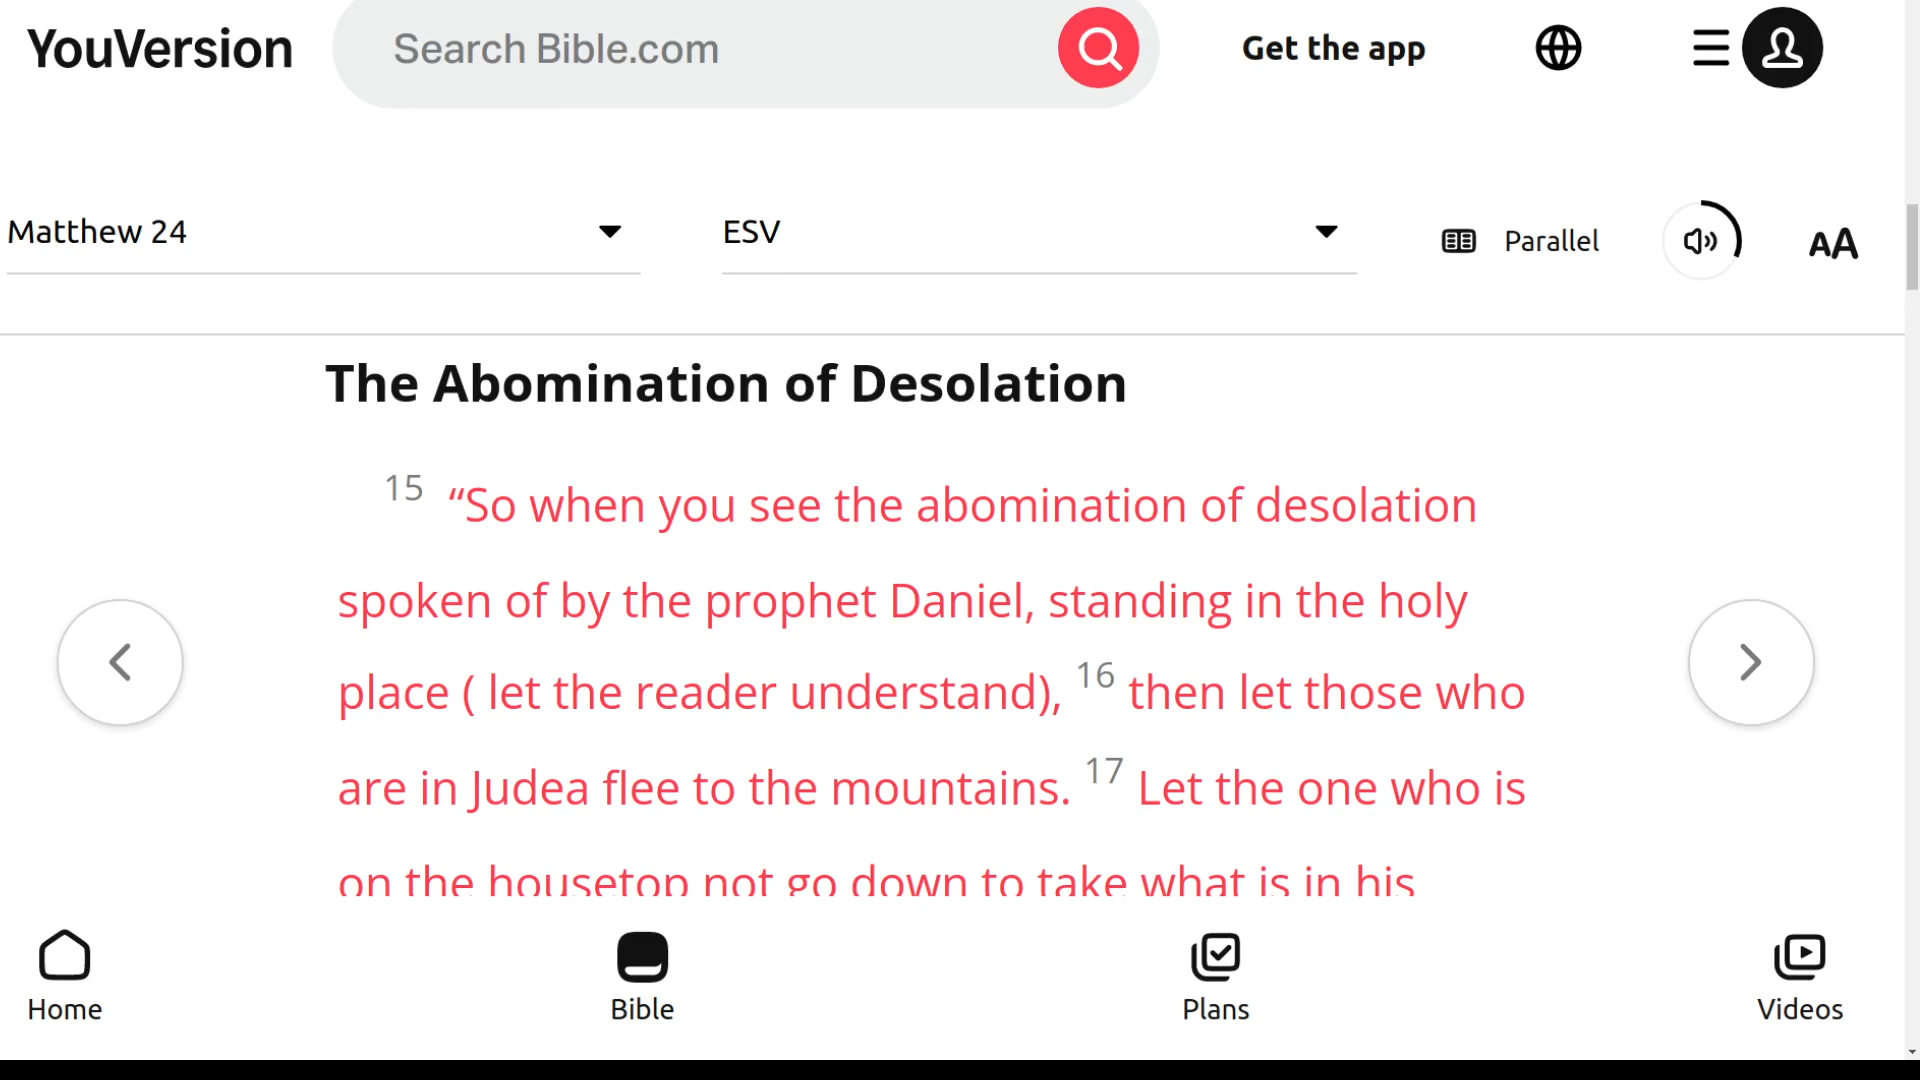 YouVersion
Search Bible.com
Get the app
Matthew 24
ESV
Parallel
AA
The Abomination of Desolation
15 “So when you see the abomination of desolation
spoken of by the prophet Daniel, standing in the holy
place ( let the reader understand), 16 then let those who
are in Judea flee to the mountains. 17 Let the one who is
on the housetop not go down to take what is in his
Home
Bible
Plans
Videos